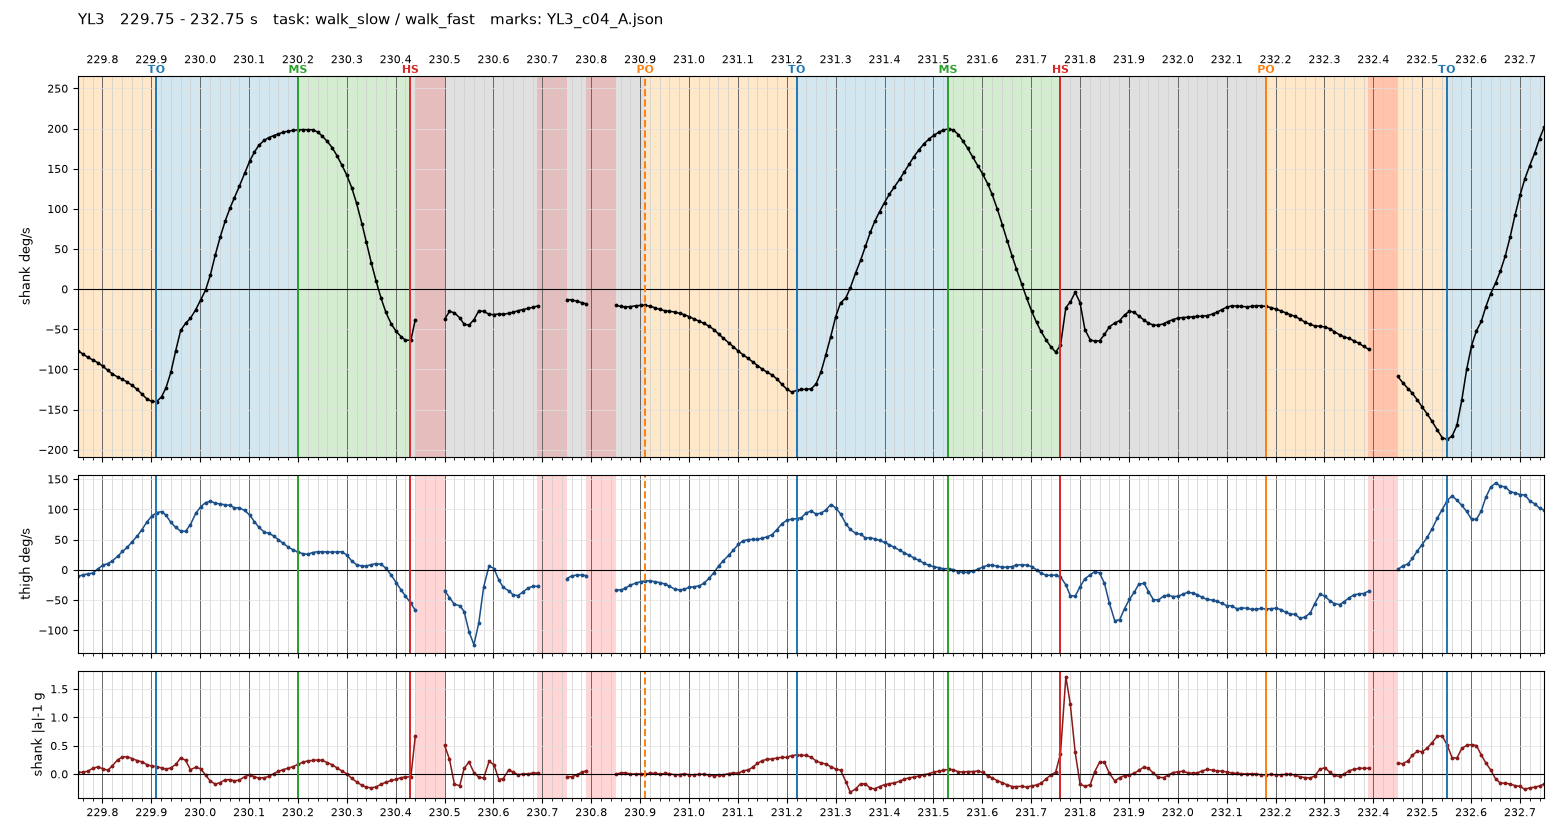 YL3   229.75 - 232.75 s   task: walk_slow / walk_fast   marks: YL3_c04_A.json
229.8 229.9 230.0 230.1 230.2 230.3 230.4 230.5 230.6 230.7 230.8 230.9 231.0 231.1 231.2 231.3 231.4 231.5 231.6 231.7 231.8 231.9 232.0 232.1 232.2 232.3 232.4 232.5 232.6 232.7
TO MS HS PO TO MS HS PO TO
250
200
150
100
50
0
−50
−100
−150
−200
shank deg/s
150
100
50
0
−50
−100
thigh deg/s
1.5
1.0
0.5
0.0
shank |a|-1 g
229.8 229.9 230.0 230.1 230.2 230.3 230.4 230.5 230.6 230.7 230.8 230.9 231.0 231.1 231.2 231.3 231.4 231.5 231.6 231.7 231.8 231.9 232.0 232.1 232.2 232.3 232.4 232.5 232.6 232.7